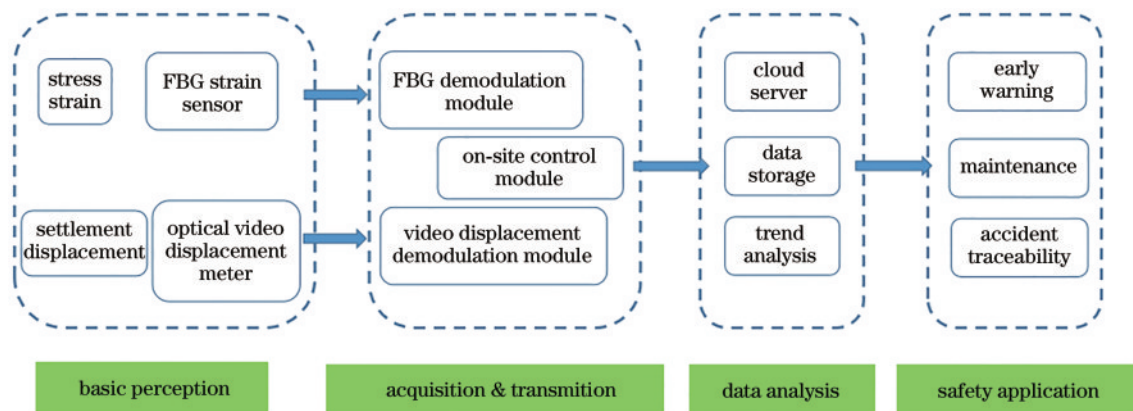 stress
strain
FBG strain
sensor
settlement
displacement
optical video
displacement
meter
FBG demodulation
module
on-site control
module
video displacement
demodulation module
cloud
server
data
storage
trend
analysis
early
warning
maintenance
accident
traceability
basic perception
acquisition & transmition
data analysis
safety application